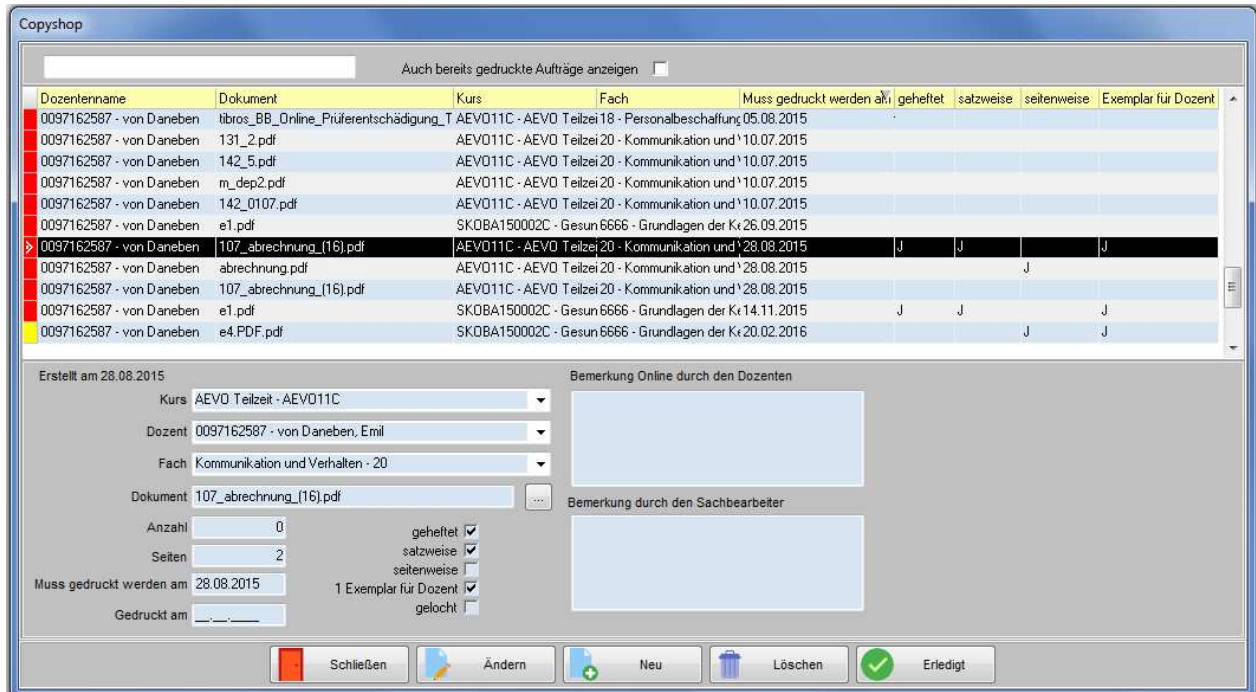 Copyshop
Auch bereits gedruckte Aufträge anzeigen
Dozentenname Dokument Kurs Fach Muss gedruckt werden am geheftet satzweise seitenweise Exemplar für Dozent
0097162587 - von Daneben tibros_BB_Online_Prüferentschädigung_T AEVO11C - AEVO Teilzei 18 - Personalbeschaffung 05.08.2015
0097162587 - von Daneben 131_2.pdf AEVO11C - AEVO Teilzei 20 - Kommunikation und 10.07.2015
0097162587 - von Daneben 142_5.pdf AEVO11C - AEVO Teilzei 20 - Kommunikation und 10.07.2015
0097162587 - von Daneben m_dep2.pdf AEVO11C - AEVO Teilzei 20 - Kommunikation und 10.07.2015
0097162587 - von Daneben 142_0107.pdf AEVO11C - AEVO Teilzei 20 - Kommunikation und 10.07.2015
0097162587 - von Daneben e1.pdf SKOBA150002C - Gesun 6666 - Grundlagen der Ke 26.09.2015
0097162587 - von Daneben 107_abrechnung_(16).pdf AEVO11C - AEVO Teilzei 20 - Kommunikation und 28.08.2015 J J J
0097162587 - von Daneben abrechnung.pdf AEVO11C - AEVO Teilzei 20 - Kommunikation und 28.08.2015 J
0097162587 - von Daneben 107_abrechnung_(16).pdf AEVO11C - AEVO Teilzei 20 - Kommunikation und 28.08.2015
0097162587 - von Daneben e1.pdf SKOBA150002C - Gesun 6666 - Grundlagen der Ke 14.11.2015 J J J
0097162587 - von Daneben e4.PDF.pdf SKOBA150002C - Gesun 6666 - Grundlagen der Ke 20.02.2016 J J
Erstellt am 28.08.2015
Kurs AEVO Teilzeit - AEVO11C
Dozent 0097162587 - von Daneben, Emil
Fach Kommunikation und Verhalten - 20
Dokument 107_abrechnung_(16).pdf ...
Anzahl 0
Seiten 2
Muss gedruckt werden am 28.08.2015
Gedruckt am __.__.____
geheftet
satzweise
seitenweise
1 Exemplar für Dozent
gelocht
Bemerkung Online durch den Dozenten
Bemerkung durch den Sachbearbeiter
Schließen Ändern Neu Löschen Erledigt